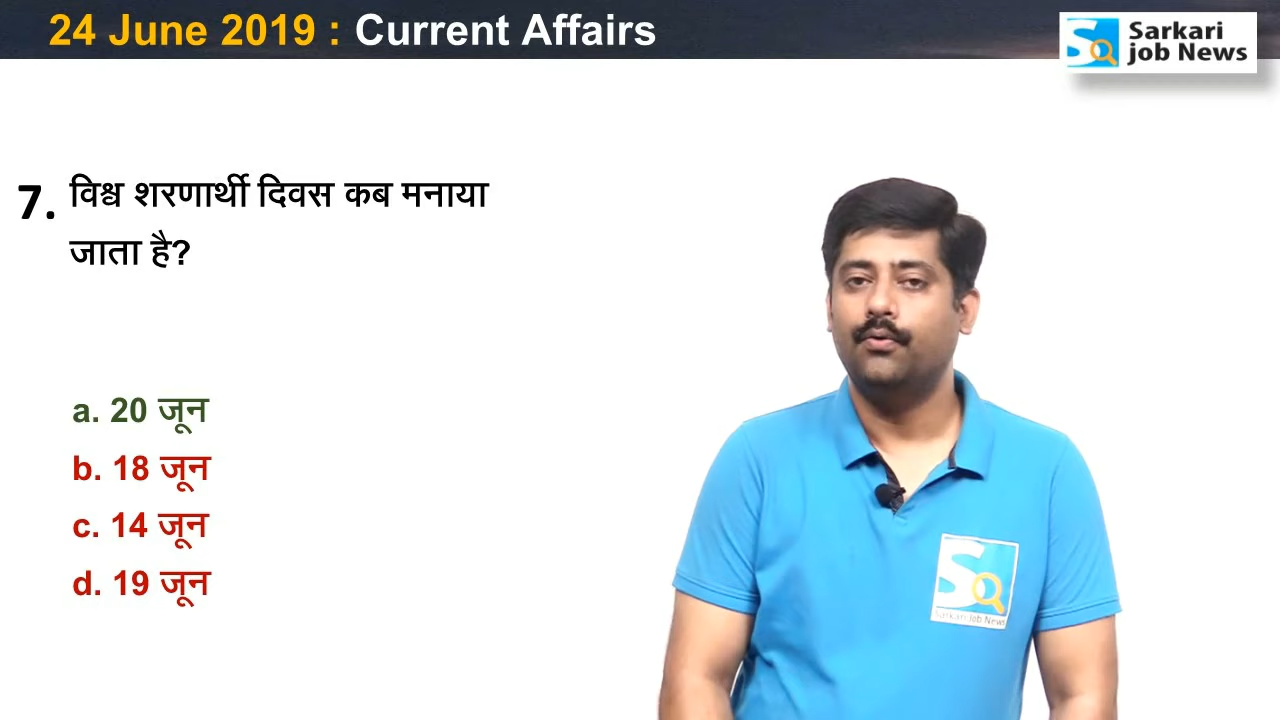 24 June 2019 : Current Affairs
Sarkari
Job News
7. विश्व शरणार्थी दिवस कब मनाया
जाता है?
a. 20 जून
b. 18 जून
c. 14 जून
d. 19 जून
Sarkari Job News